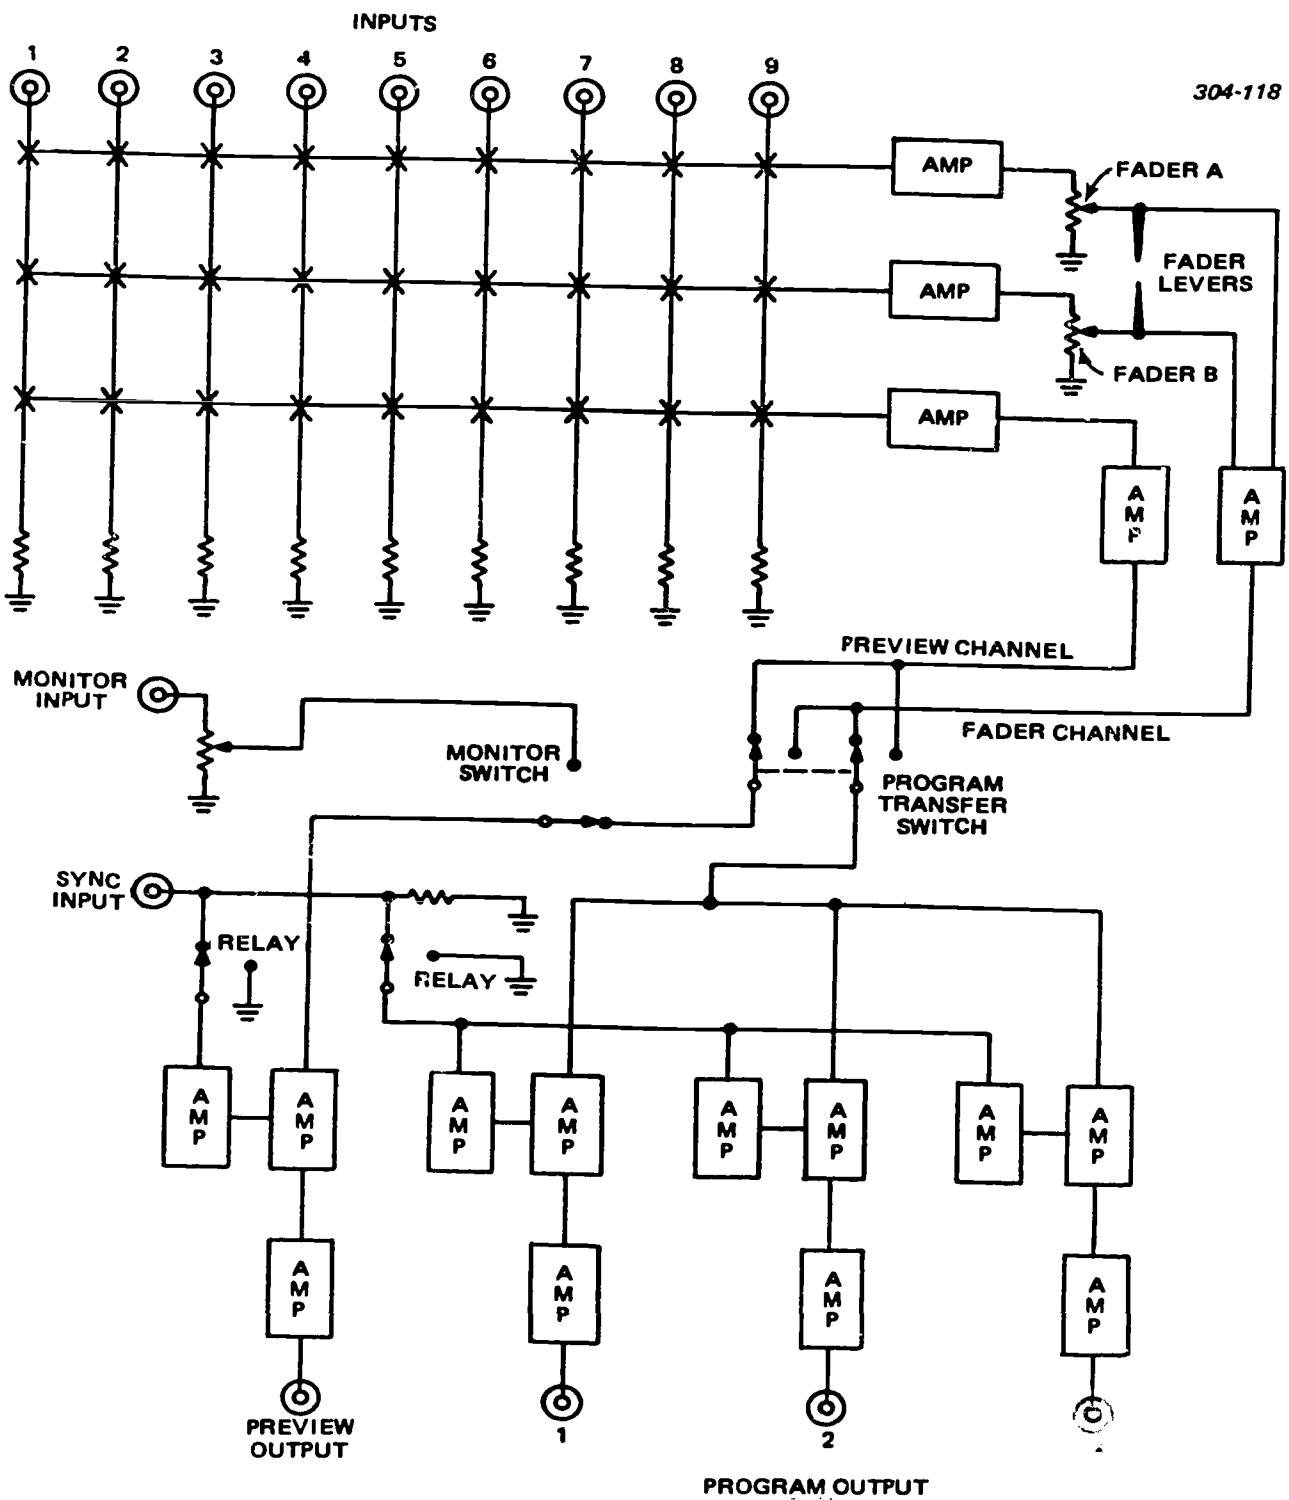 INPUTS
1 2 3 4 5 6 7 8 9
304-118
AMP
FADER A
FADER
LEVERS
AMP
FADER B
AMP
AMP
AMP
PREVIEW CHANNEL
MONITOR
INPUT
FADER CHANNEL
MONITOR
SWITCH
PROGRAM
TRANSFER
SWITCH
SYNC
INPUT
RELAY
RELAY
AMP
AMP
AMP
AMP
AMP
AMP
AMP
AMP
AMP
AMP
AMP
AMP
PREVIEW
OUTPUT
1
2
PROGRAM OUTPUT